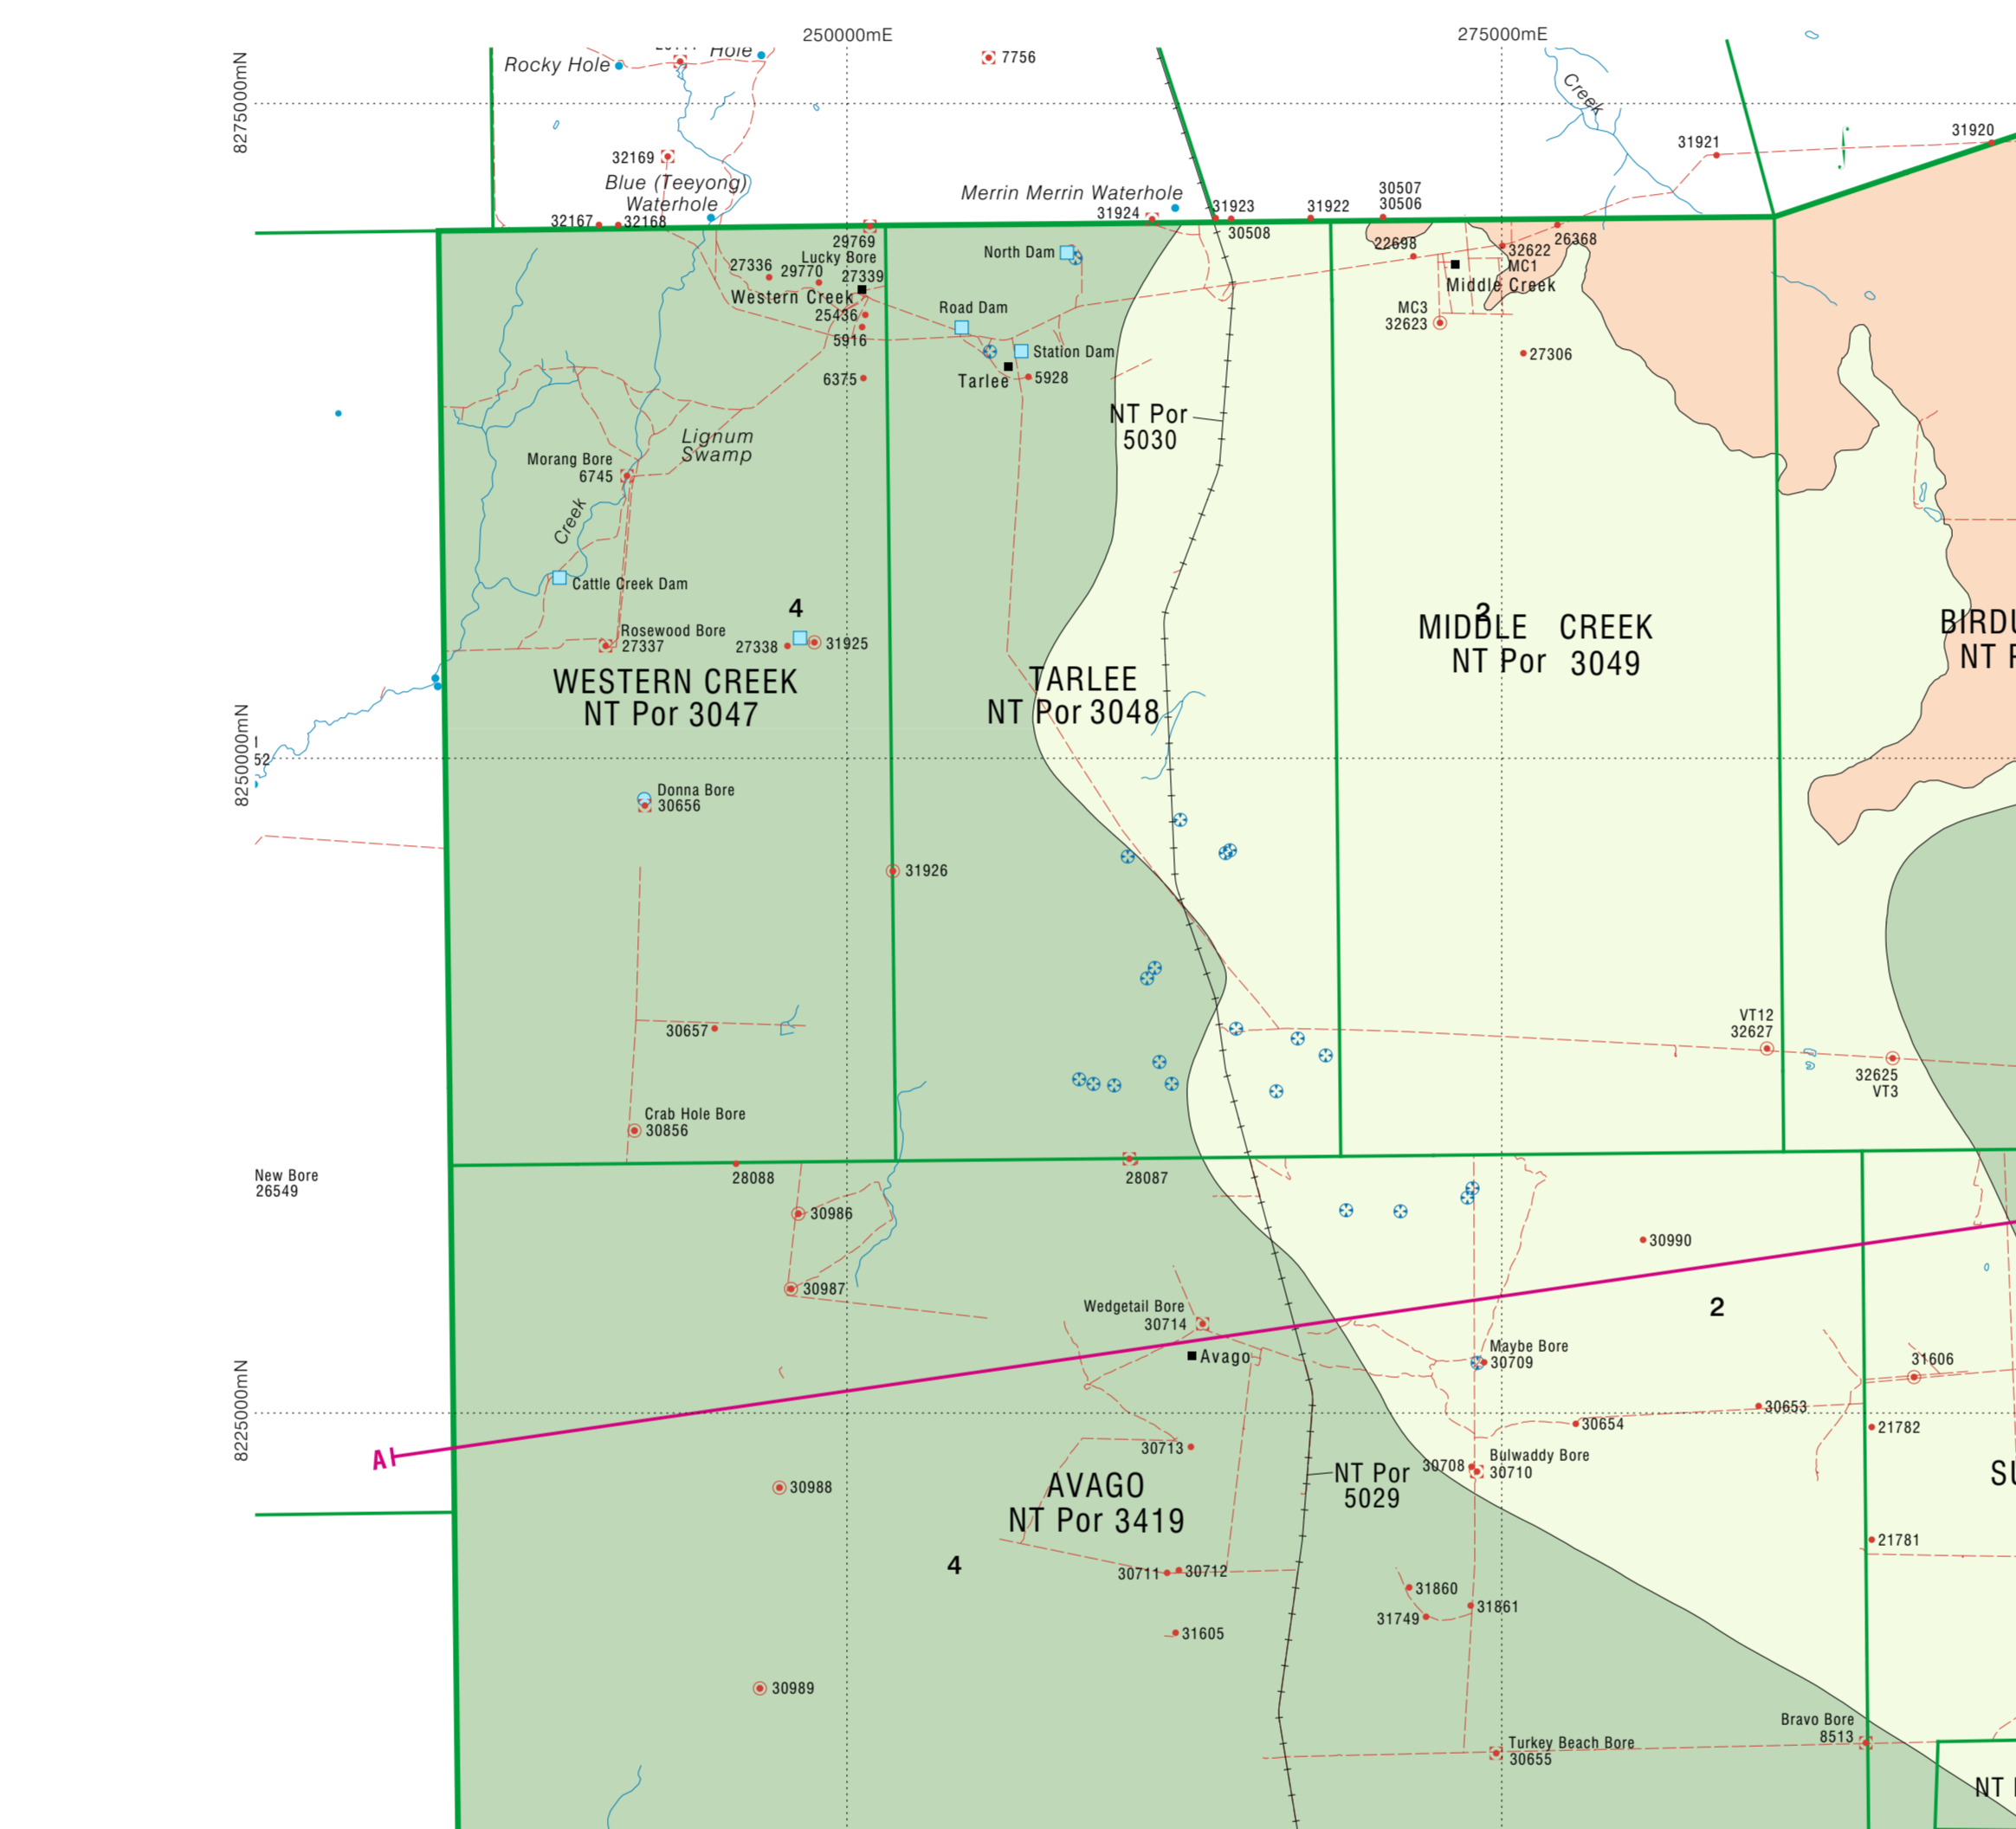 250000mE
275000mE
8275000mN
8250000mN
8225000mN
Hole
Rocky Hole
7756
Creek
31921
31920
32169
Blue (Teeyong)
Waterhole
32167
32168
Merrin Merrin Waterhole
31924
31923
30508
31922
30507
30506
29769
Lucky Bore
27339
27336
29770
Western Creek
25436
5916
6375
North Dam
Road Dam
Station Dam
Tarlee
5928
22698
32622
MC1
26368
Middle Creek
MC3
32623
27306
NT Por
5030
Lignum
Swamp
Morang Bore
6745
Creek
Cattle Creek Dam
4
Rosewood Bore
27337
27338
31925
WESTERN CREEK
NT Por 3047
TARLEE
NT Por 3048
3
MIDDLE CREEK
NT Por 3049
BIRDU
NT P
1
52
Donna Bore
30656
31926
30657
VT12
32627
32625
VT3
Crab Hole Bore
30856
New Bore
26549
28088
28087
30986
30987
30990
2
Wedgetail Bore
30714
Avago
Maybe Bore
30709
31606
30653
30654
21782
A
30713
30708
Bulwaddy Bore
30710
30988
AVAGO
NT Por 3419
NT Por
5029
SU
21781
4
30711
30712
31860
31749
31861
31605
30989
Bravo Bore
8513
Turkey Beach Bore
30655
NT